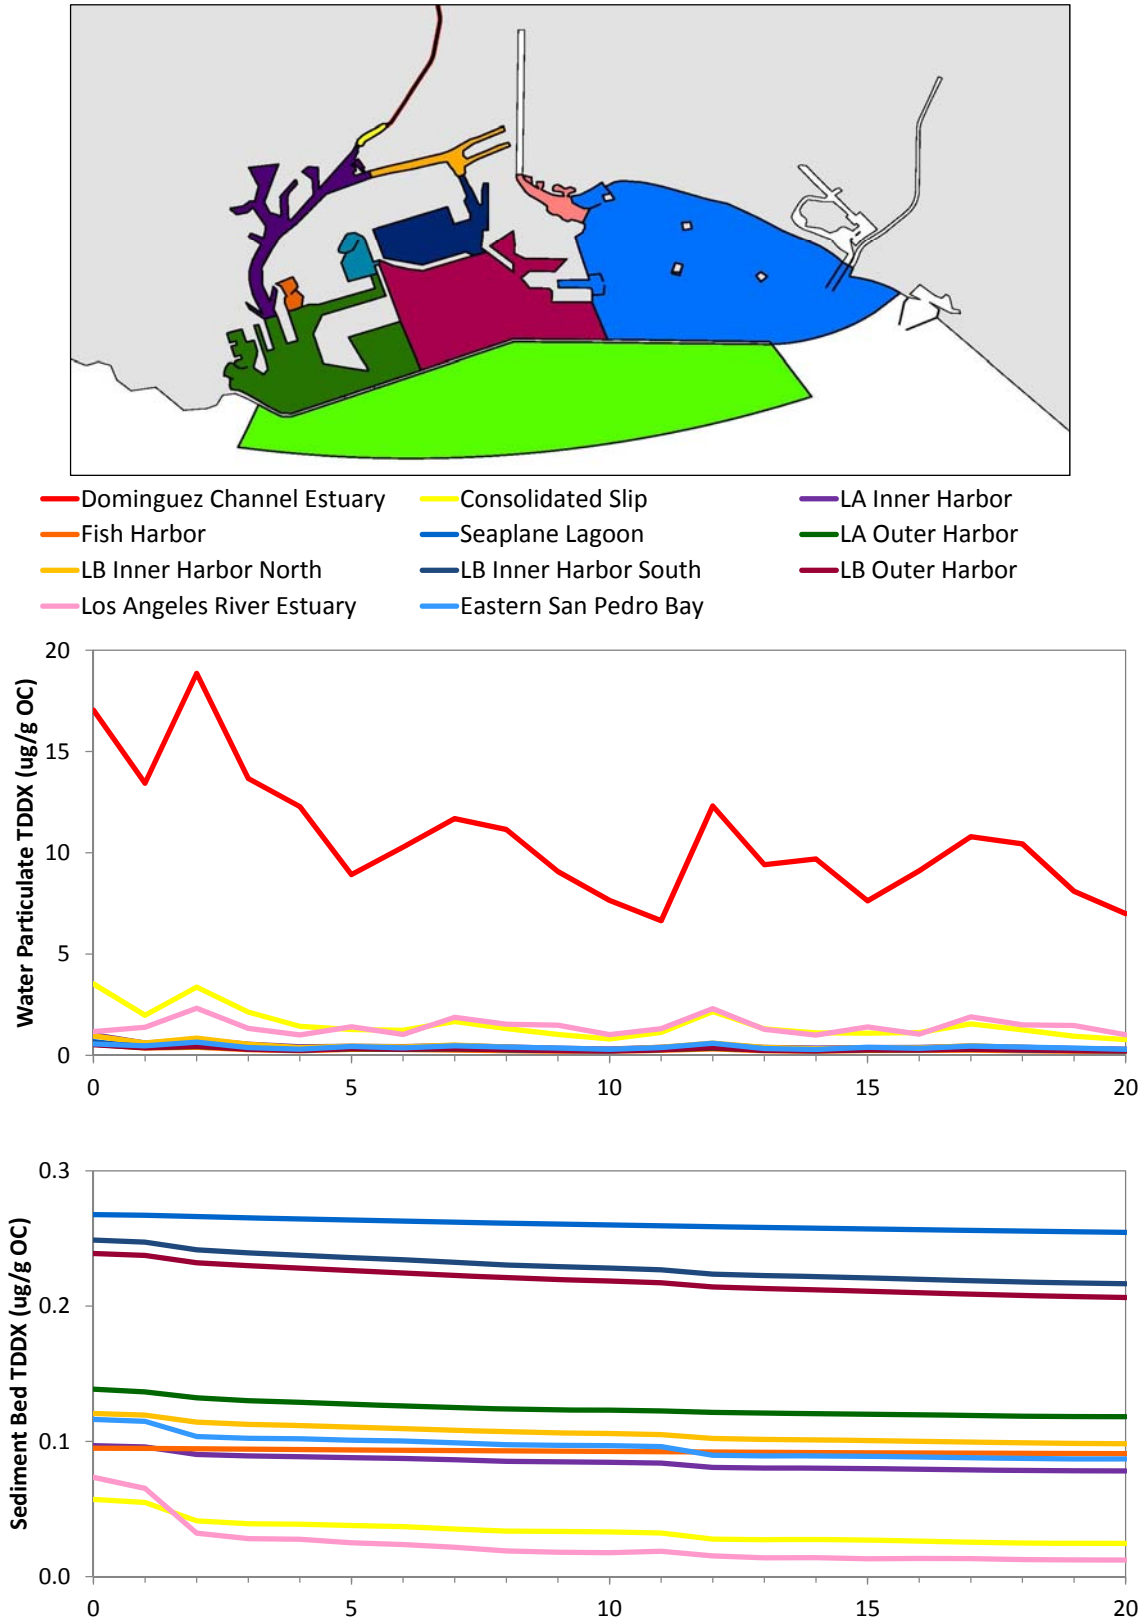 Dominguez Channel Estuary Consolidated Slip LA Inner Harbor
Fish Harbor Seaplane Lagoon LA Outer Harbor
LB Inner Harbor North LB Inner Harbor South LB Outer Harbor
Los Angeles River Estuary Eastern San Pedro Bay
Water Particulate TDDX (ug/g OC)
20
15
10
5
0
0 5 10 15 20
Sediment Bed TDDX (ug/g OC)
0.3
0.2
0.1
0.0
0 5 10 15 20